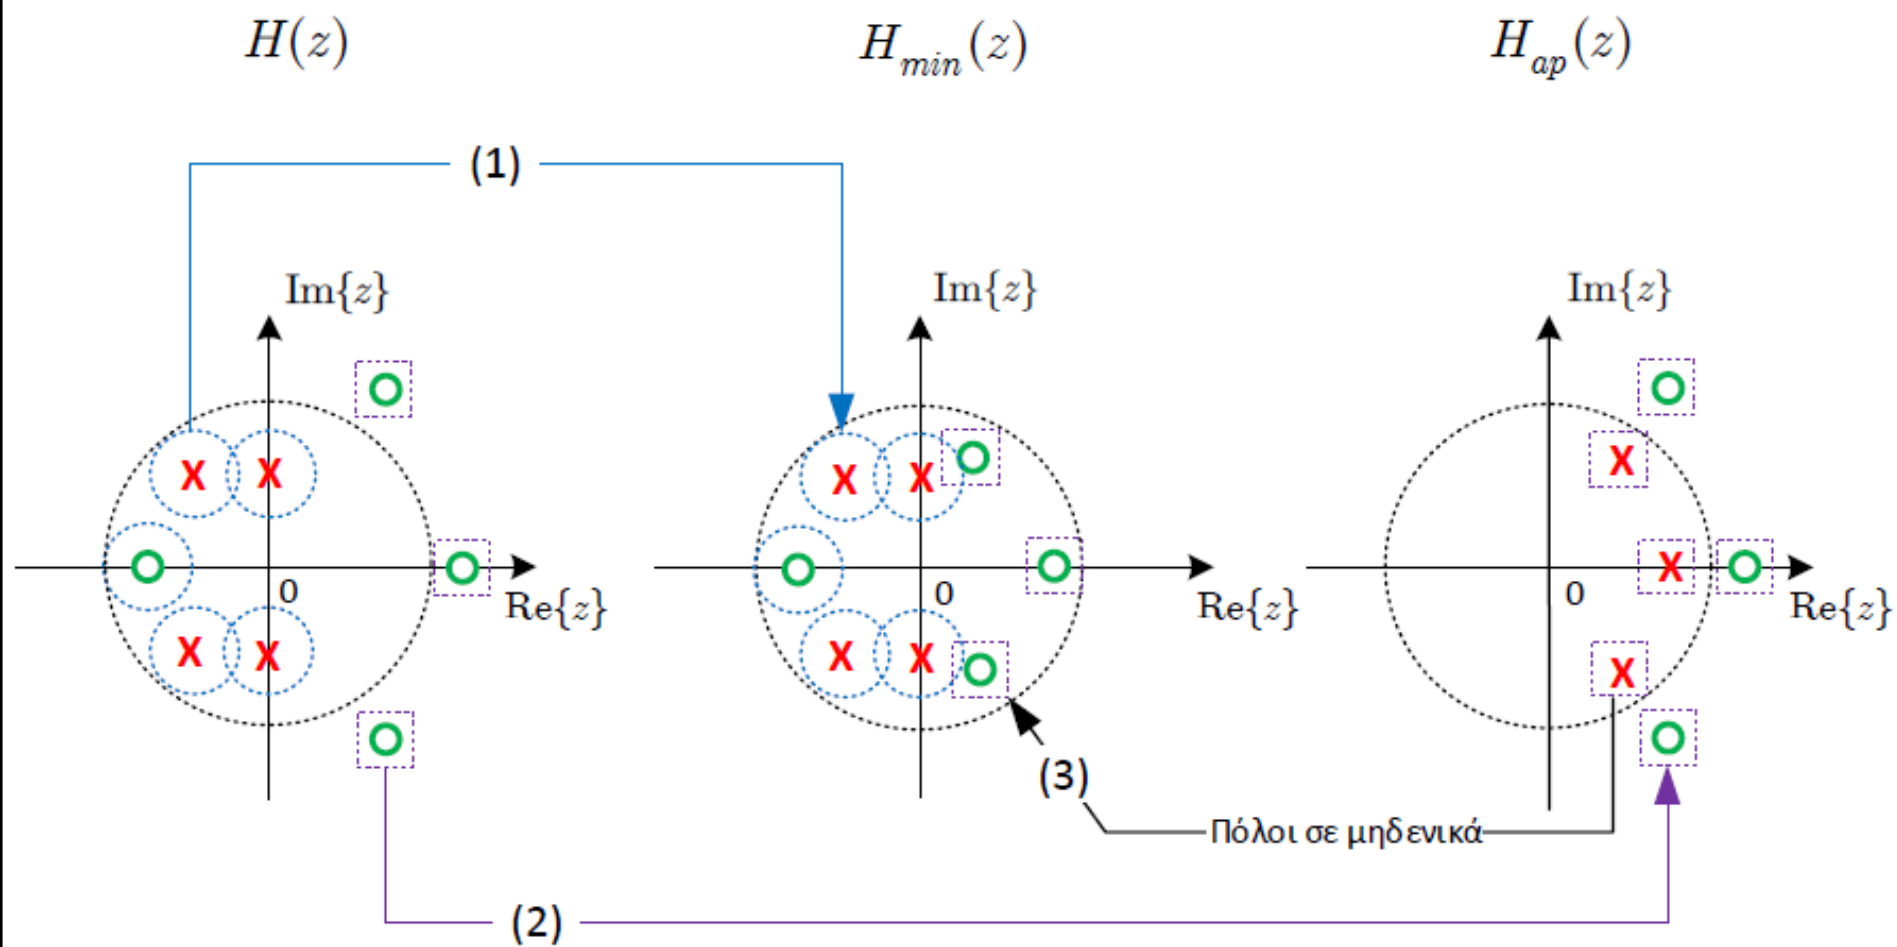 H(z) H_min(z) H_ap(z)
(1)
Im{z} Im{z} Im{z}
X X X X X
X
0 0 0
Re{z} Re{z} Re{z}
X X X X X
(3)
Πόλοι σε μηδενικά
(2)